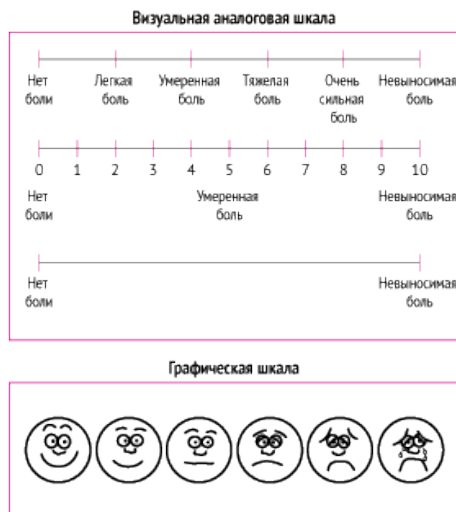 Визуальная аналоговая шкала
Нет боли
Легкая боль
Умеренная боль
Тяжелая боль
Очень сильная боль
Невыносимая боль
0 1 2 3 4 5 6 7 8 9 10
Нет боли
Умеренная боль
Невыносимая боль
Нет боли
Невыносимая боль
Графическая шкала